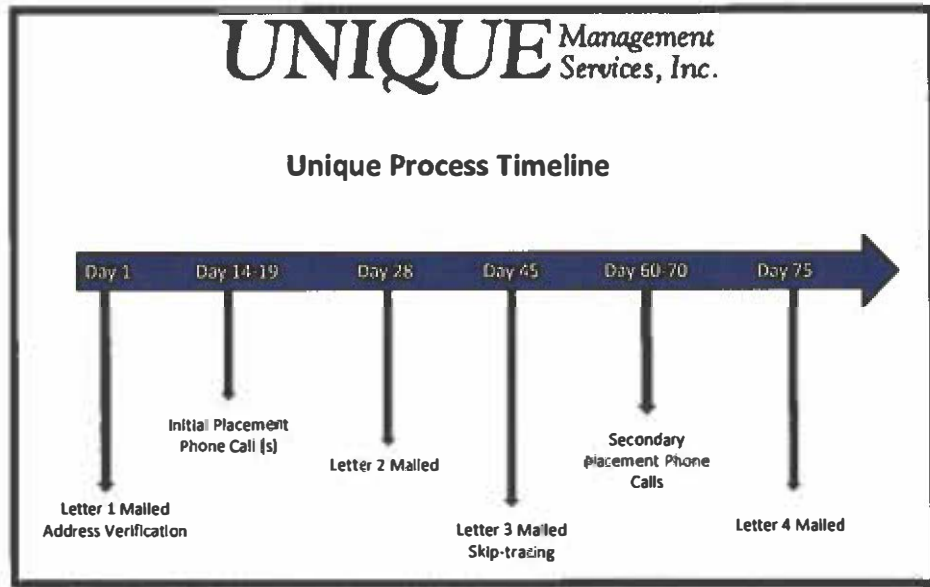 UNIQUE Management
Services, Inc.
Unique Process Timeline
Day 1 Day 14-19 Day 28 Day 45 Day 60-70 Day 75
Initial Placement
Phone Call (s)
Letter 2 Mailed
Secondary
Placement Phone
Calls
Letter 1 Mailed
Address Verification
Letter 3 Mailed
Skip-tracing
Letter 4 Mailed